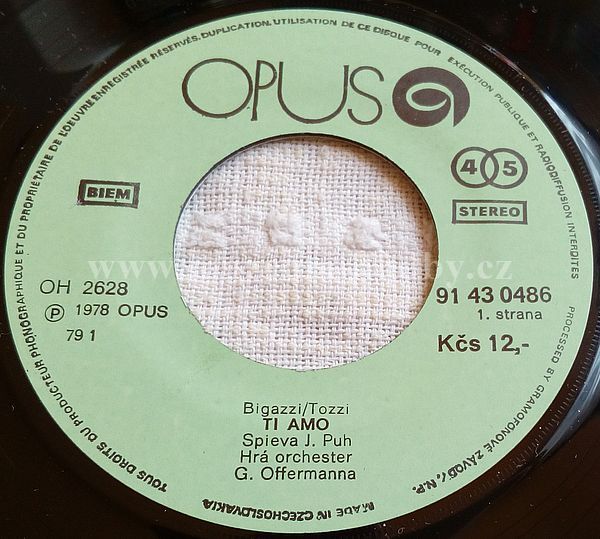 TOUS DROITS DU PRODUCTEUR PHONOGRAPHIQUE ET DU PROPRIÉTAIRE DE L'OEUVRE ENREGISTRÉE RÉSERVÉS. DUPLICATION, UTILISATION DE CE DISQUE POUR EXÉCUTION PUBLIQUE ET RADIODIFFUSION INTERDITES
PROCESSED BY GRAMOFONOVÉ ZÁVODY, N.P.
OPUS
BIEM
45
STEREO
OH 2628
℗ 1978 OPUS
79 1
91 43 0486
1. strana
Kčs 12,-
Bigazzi/Tozzi
TI AMO
Spieva J. Puh
Hrá orchester
G. Offermanna
MADE IN CZECHOSLOVAKIA